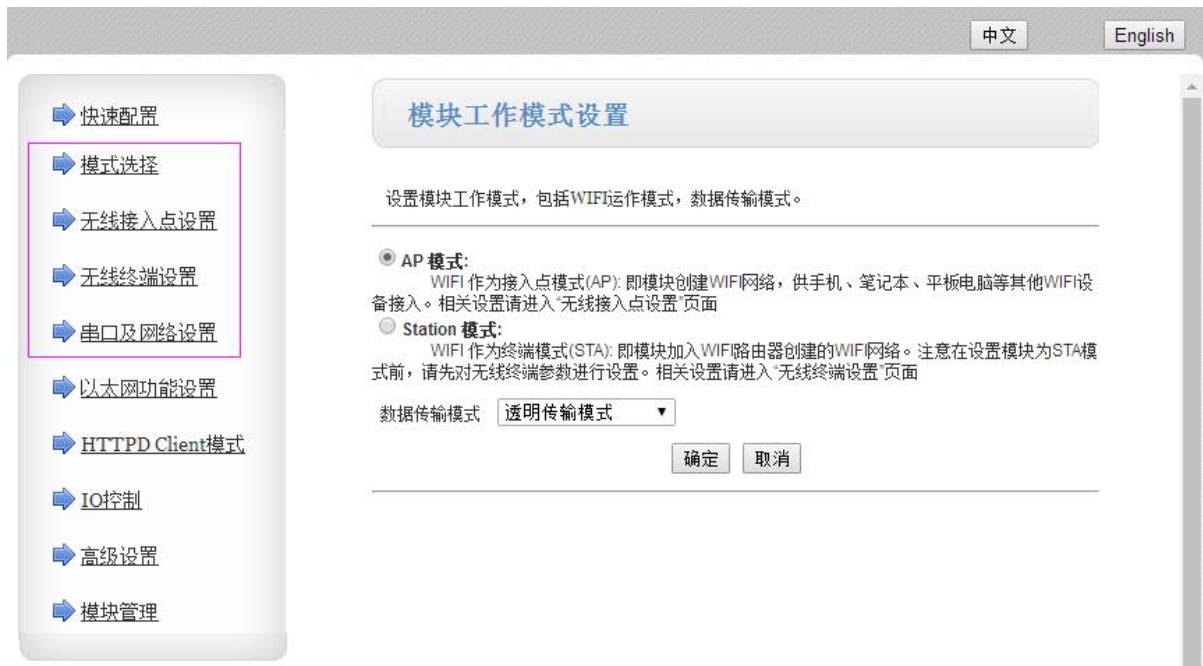 中文
English
快速配置
模式选择
无线接入点设置
无线终端设置
串口及网络设置
以太网功能设置
HTTPD Client模式
IO控制
高级设置
模块管理
模块工作模式设置
设置模块工作模式，包括WIFI运作模式，数据传输模式。
AP 模式:
WIFI 作为接入点模式(AP): 即模块创建WIFI网络，供手机、笔记本、平板电脑等其他WIFI设
备接入。相关设置请进入“无线接入点设置”页面
Station 模式:
WIFI 作为终端模式(STA): 即模块加入WIFI路由器创建的WIFI网络。注意在设置模块为STA模
式前，请先对无线终端参数进行设置。相关设置请进入“无线终端设置”页面
数据传输模式 透明传输模式
确定 取消